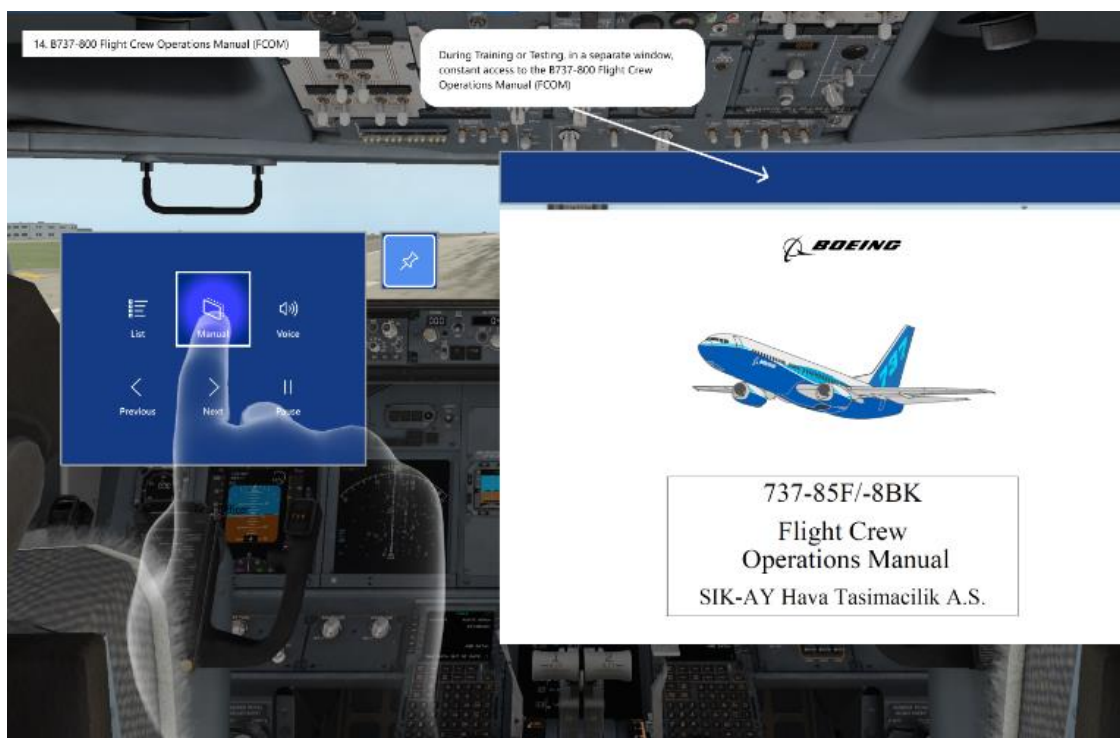 14. B737-800 Flight Crew Operations Manual (FCOM)
During Training or Testing, in a separate window,
constant access to the B737-800 Flight Crew
Operations Manual (FCOM)
List
Manual
Voice
Previous
Next
Pause
BOEING
BOEING
737
737-85F/-8BK
Flight Crew
Operations Manual
SIK-AY Hava Tasimacilik A.S.